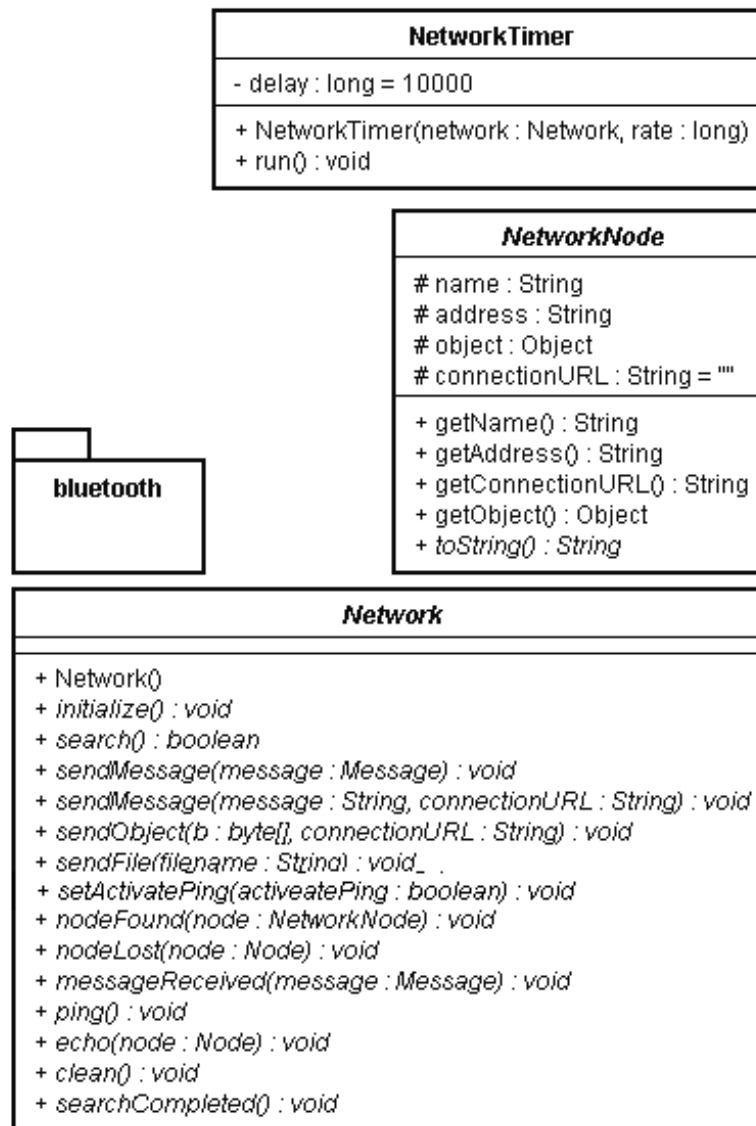 NetworkTimer
- delay : long = 10000
+ NetworkTimer(network : Network, rate : long)
+ run() : void
NetworkNode
# name : String
# address : String
# object : Object
# connectionURL : String = ""
+ getName() : String
+ getAddress() : String
+ getConnectionURL() : String
+ getObject() : Object
+ toString() : String
bluetooth
Network
+ Network()
+ initialize() : void
+ search() : boolean
+ sendMessage(message : Message) : void
+ sendMessage(message : String, connectionURL : String) : void
+ sendObject(b : byte[], connectionURL : String) : void
+ sendFile(filename : String) : void
+ setActivatePing(activeatePing : boolean) : void
+ nodeFound(node : NetworkNode) : void
+ nodeLost(node : Node) : void
+ messageReceived(message : Message) : void
+ ping() : void
+ echo(node : Node) : void
+ clean() : void
+ searchCompleted() : void